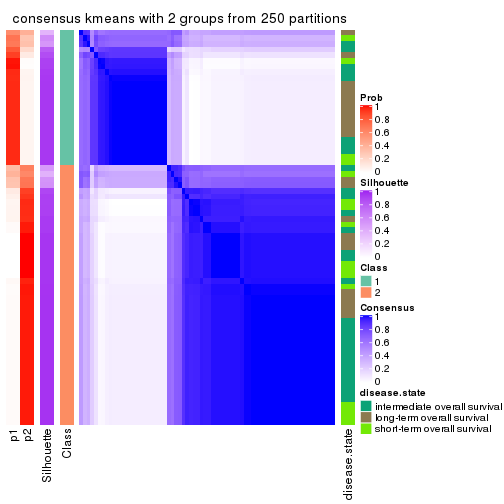 consensus kmeans with 2 groups from 250 partitions
Prob
1
0.8
0.6
0.4
0.2
0
Silhouette
1
0.8
0.6
0.4
0.2
0
Class
1
2
Consensus
1
0.8
0.6
0.4
0.2
0
disease.state
intermediate overall survival
long-term overall survival
short-term overall survival
p1
p2
Silhouette
Class
disease.state